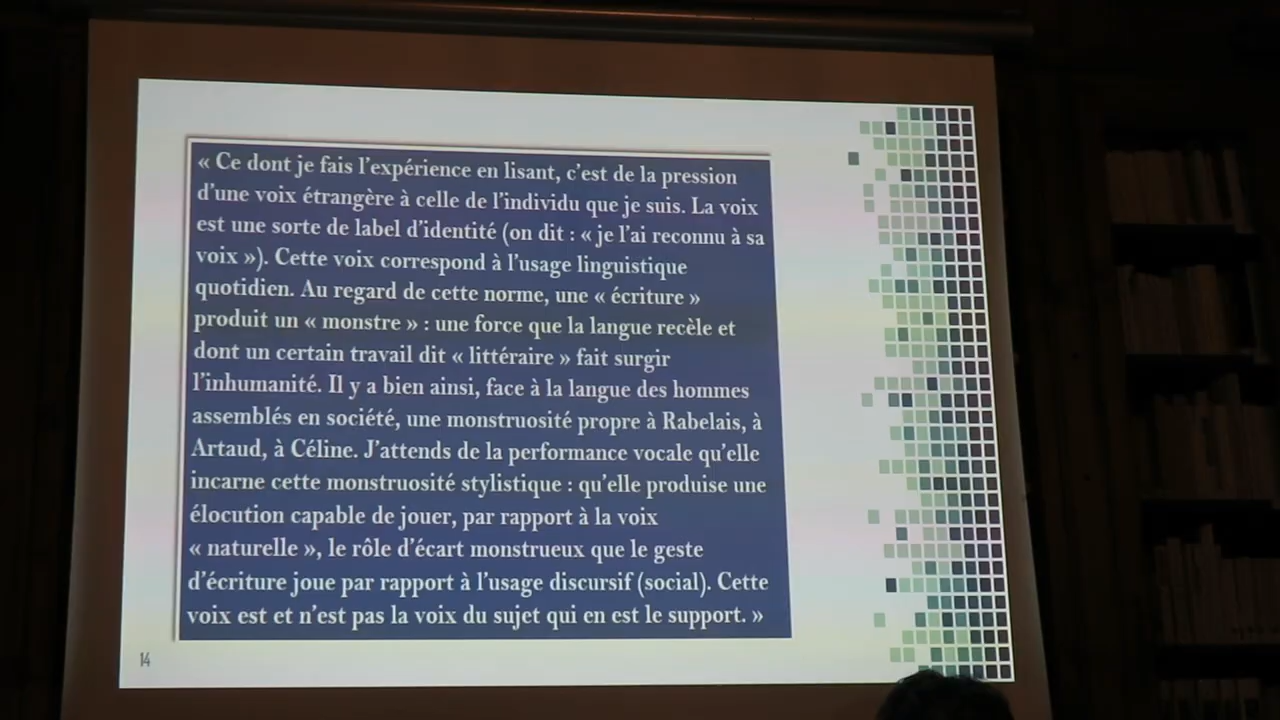 « Ce dont je fais l'expérience en lisant, c'est de la pression
d'une voix étrangère à celle de l'individu que je suis. La voix
est une sorte de label d'identité (on dit : « je l'ai reconnu à sa
voix »). Cette voix correspond à l'usage linguistique
quotidien. Au regard de cette norme, une « écriture »
produit un « monstre » : une force que la langue recèle et
dont un certain travail dit « littéraire » fait surgir
l'inhumanité. Il y a bien ainsi, face à la langue des hommes
assemblés en société, une monstruosité propre à Rabelais, à
Artaud, à Céline. J'attends de la performance vocale qu'elle
incarne cette monstruosité stylistique : qu'elle produise une
élocution capable de jouer, par rapport à la voix
« naturelle », le rôle d'écart monstrueux que le geste
d'écriture joue par rapport à l'usage discursif (social). Cette
voix est et n'est pas la voix du sujet qui en est le support. »
14